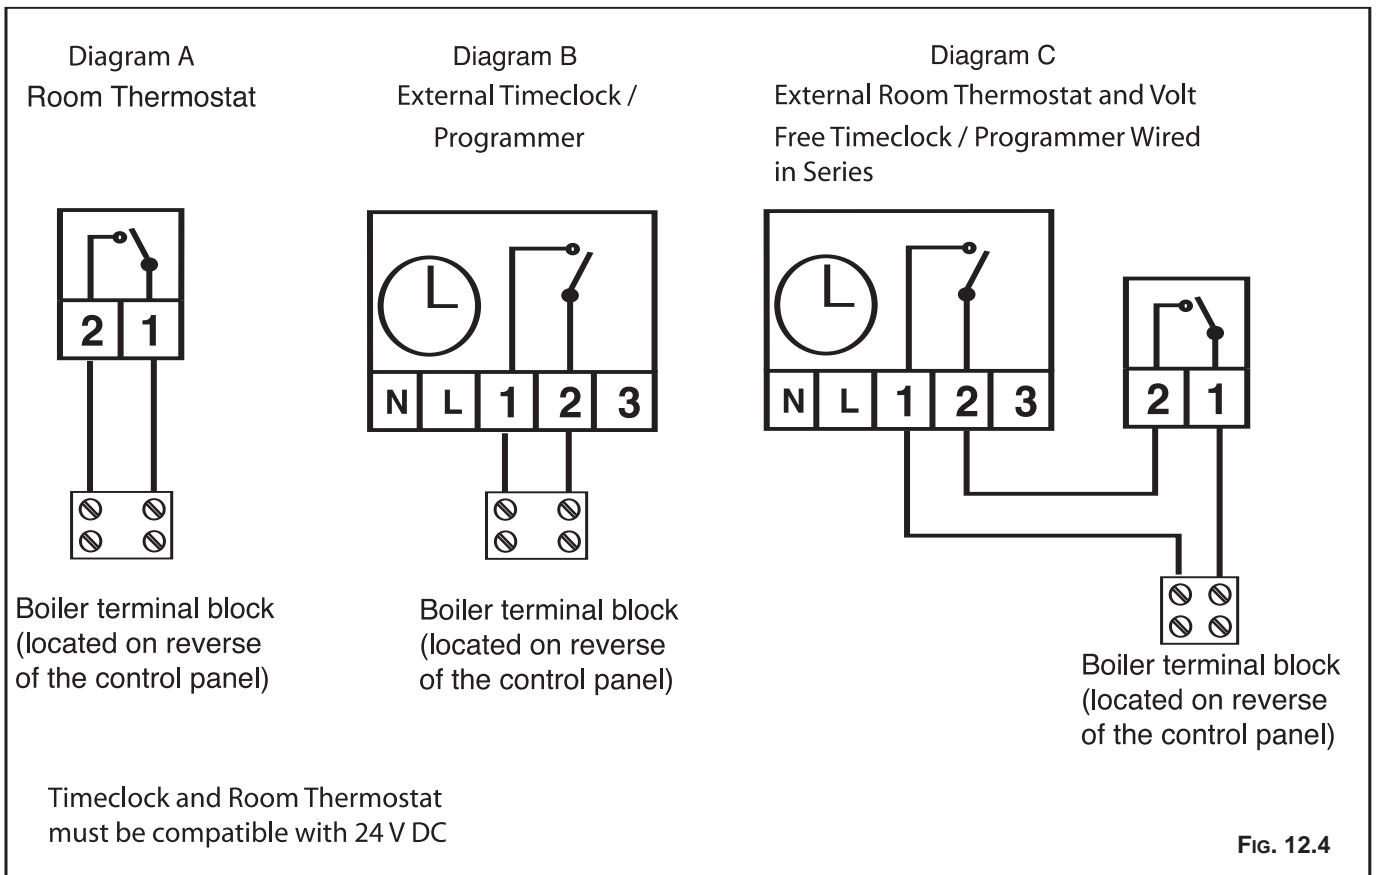 Diagram A
Room Thermostat
Diagram B
External Timeclock /
Programmer
Diagram C
External Room Thermostat and Volt
Free Timeclock / Programmer Wired
in Series
2 1
N L 1 2 3
N L 1 2 3
2 1
Boiler terminal block
(located on reverse
of the control panel)
Boiler terminal block
(located on reverse
of the control panel)
Boiler terminal block
(located on reverse
of the control panel)
Timeclock and Room Thermostat
must be compatible with 24 V DC
FIG. 12.4